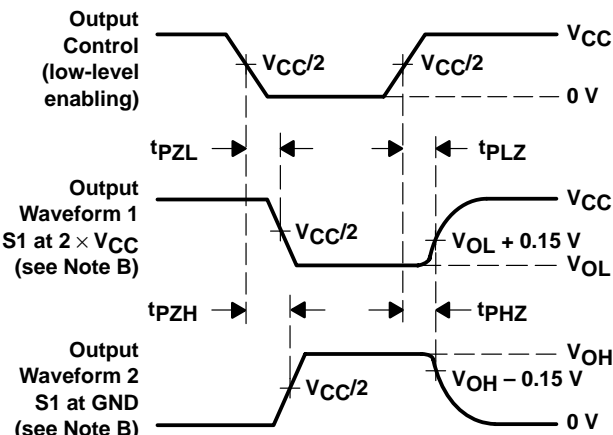 Output
Control
(low-level
enabling)
VCC
VCC/2
VCC/2
0 V
tPZL
tPLZ
Output
Waveform 1
S1 at 2 × VCC
(see Note B)
VCC
VCC/2
VOL + 0.15 V
VOL
tPZH
tPHZ
Output
Waveform 2
S1 at GND
(see Note B)
VOH
VCC/2
VOH – 0.15 V
0 V